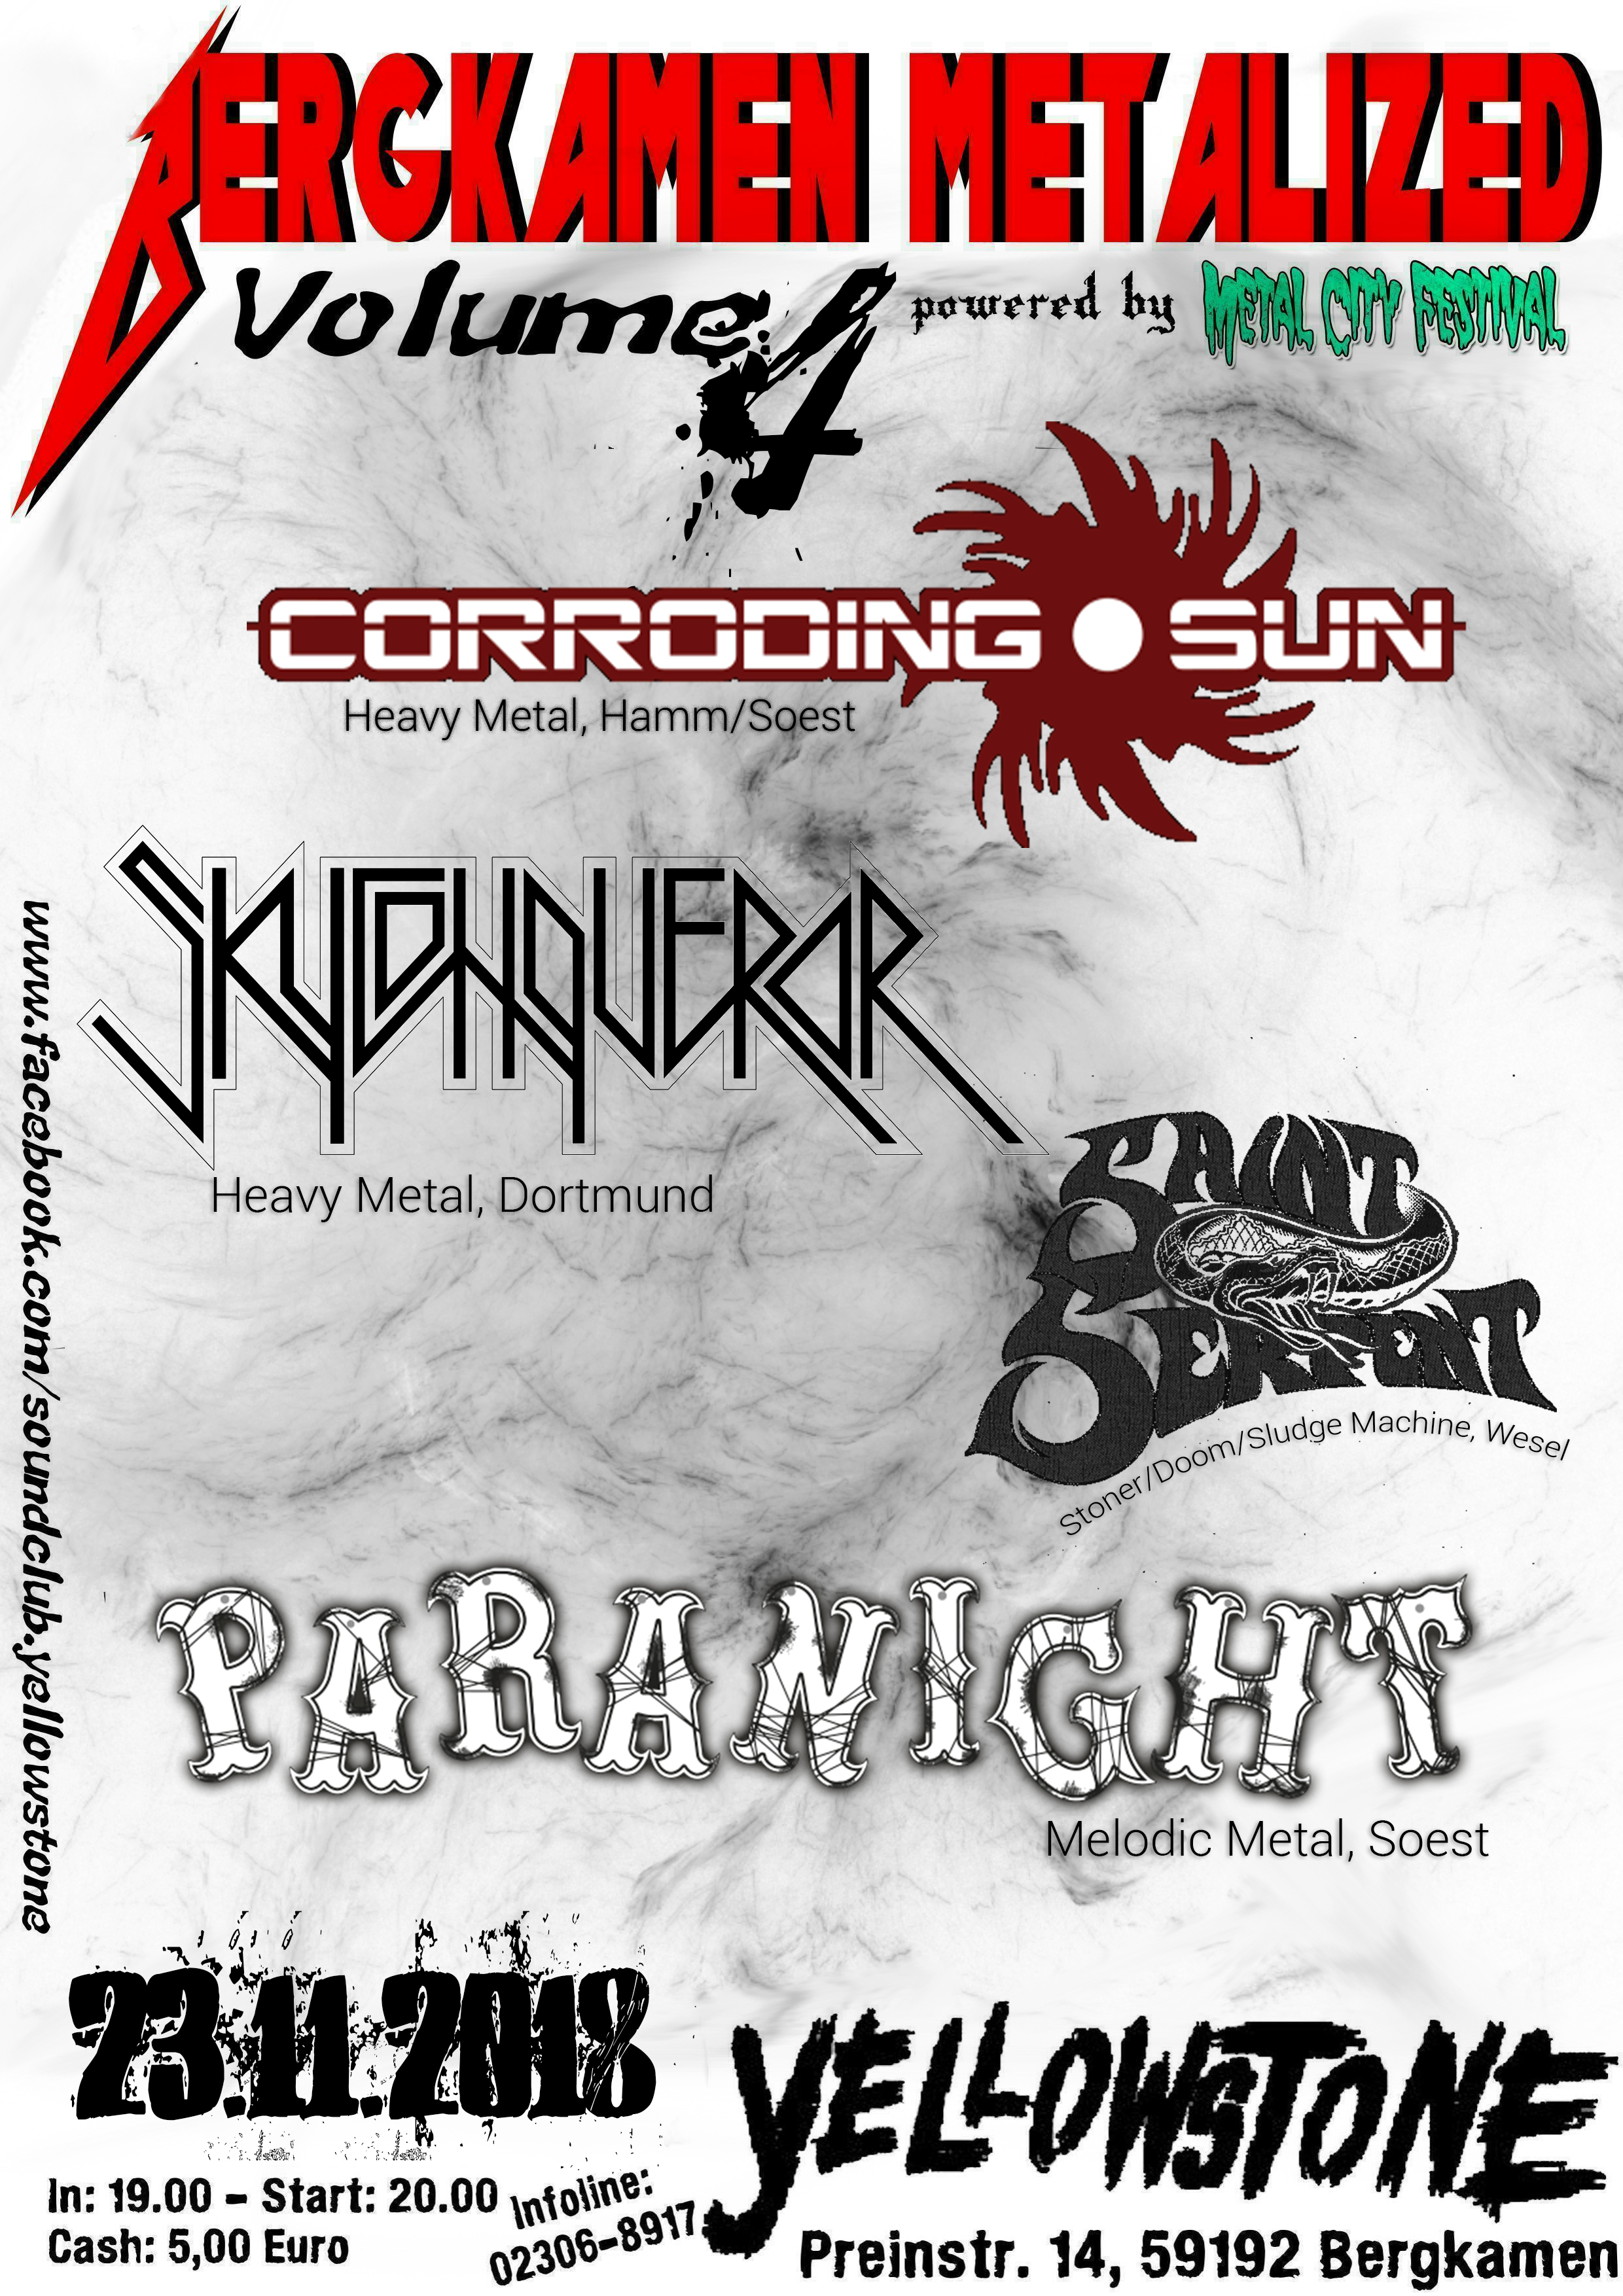 BERGKAMEN METALIZED
Volume 4
powered by METAL CITY FESTIVAL
CORRODING SUN
Heavy Metal, Hamm/Soest
SKYCONQUEROR
Heavy Metal, Dortmund
SAINT
SERPENT
Stoner/Doom/Sludge Machine, Wesel
PARANIGHT
Melodic Metal, Soest
www.facebook.com/soundclub.yellowstone
23.11.2018
In: 19.00 - Start: 20.00
Cash: 5,00 Euro
Infoline:
02306-8917
YELLOWSTONE
Preinstr. 14, 59192 Bergkamen